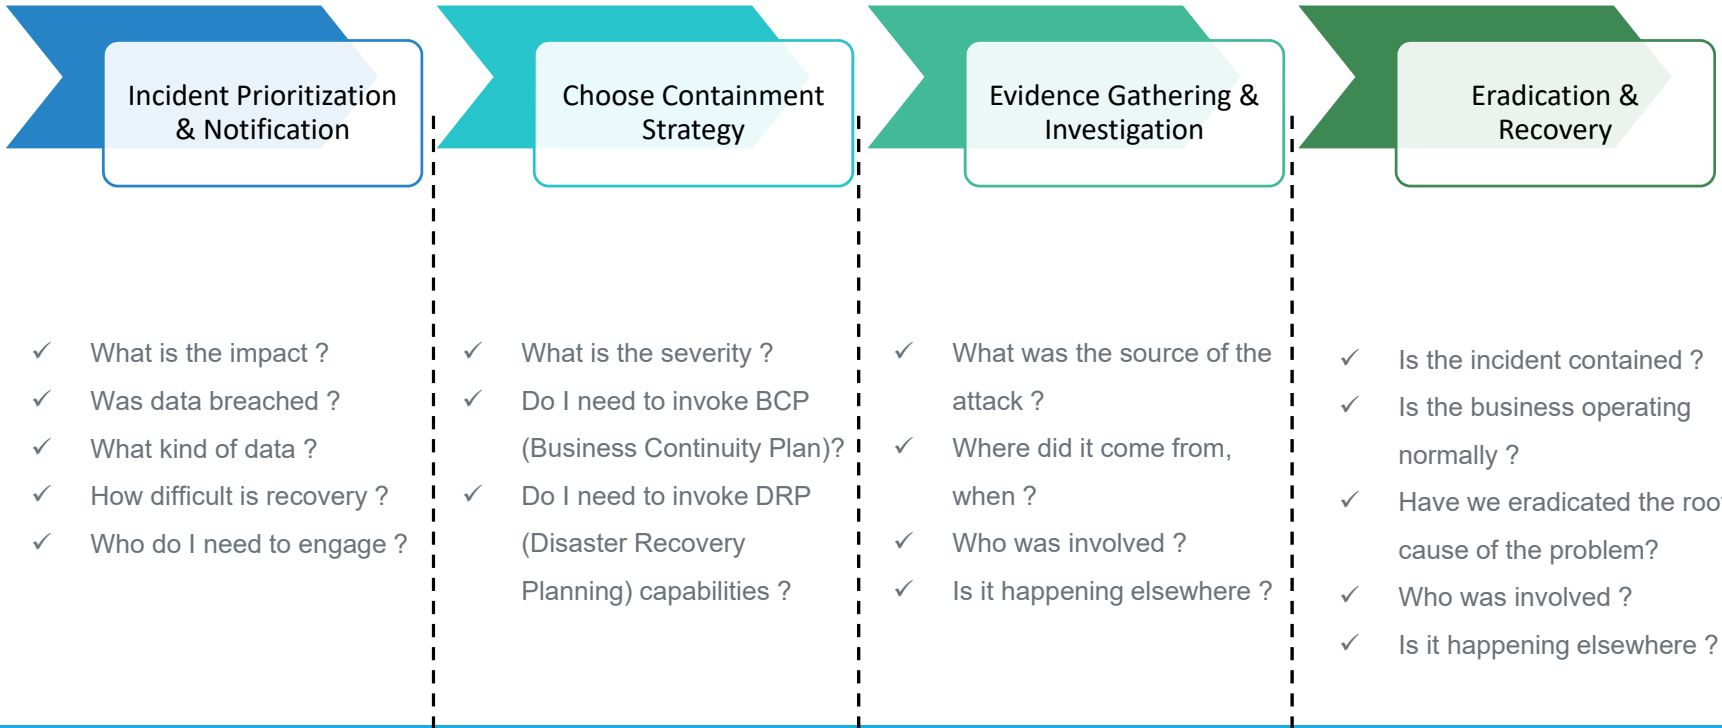 Incident Prioritization
& Notification
Choose Containment
Strategy
Evidence Gathering &
Investigation
Eradication &
Recovery
✓ What is the impact ?
✓ Was data breached ?
✓ What kind of data ?
✓ How difficult is recovery ?
✓ Who do I need to engage ?
✓ What is the severity ?
✓ Do I need to invoke BCP
(Business Continuity Plan)?
✓ Do I need to invoke DRP
(Disaster Recovery
Planning) capabilities ?
✓ What was the source of the
attack ?
✓ Where did it come from,
when ?
✓ Who was involved ?
✓ Is it happening elsewhere ?
✓ Is the incident contained ?
✓ Is the business operating
normally ?
✓ Have we eradicated the root
cause of the problem?
✓ Who was involved ?
✓ Is it happening elsewhere ?